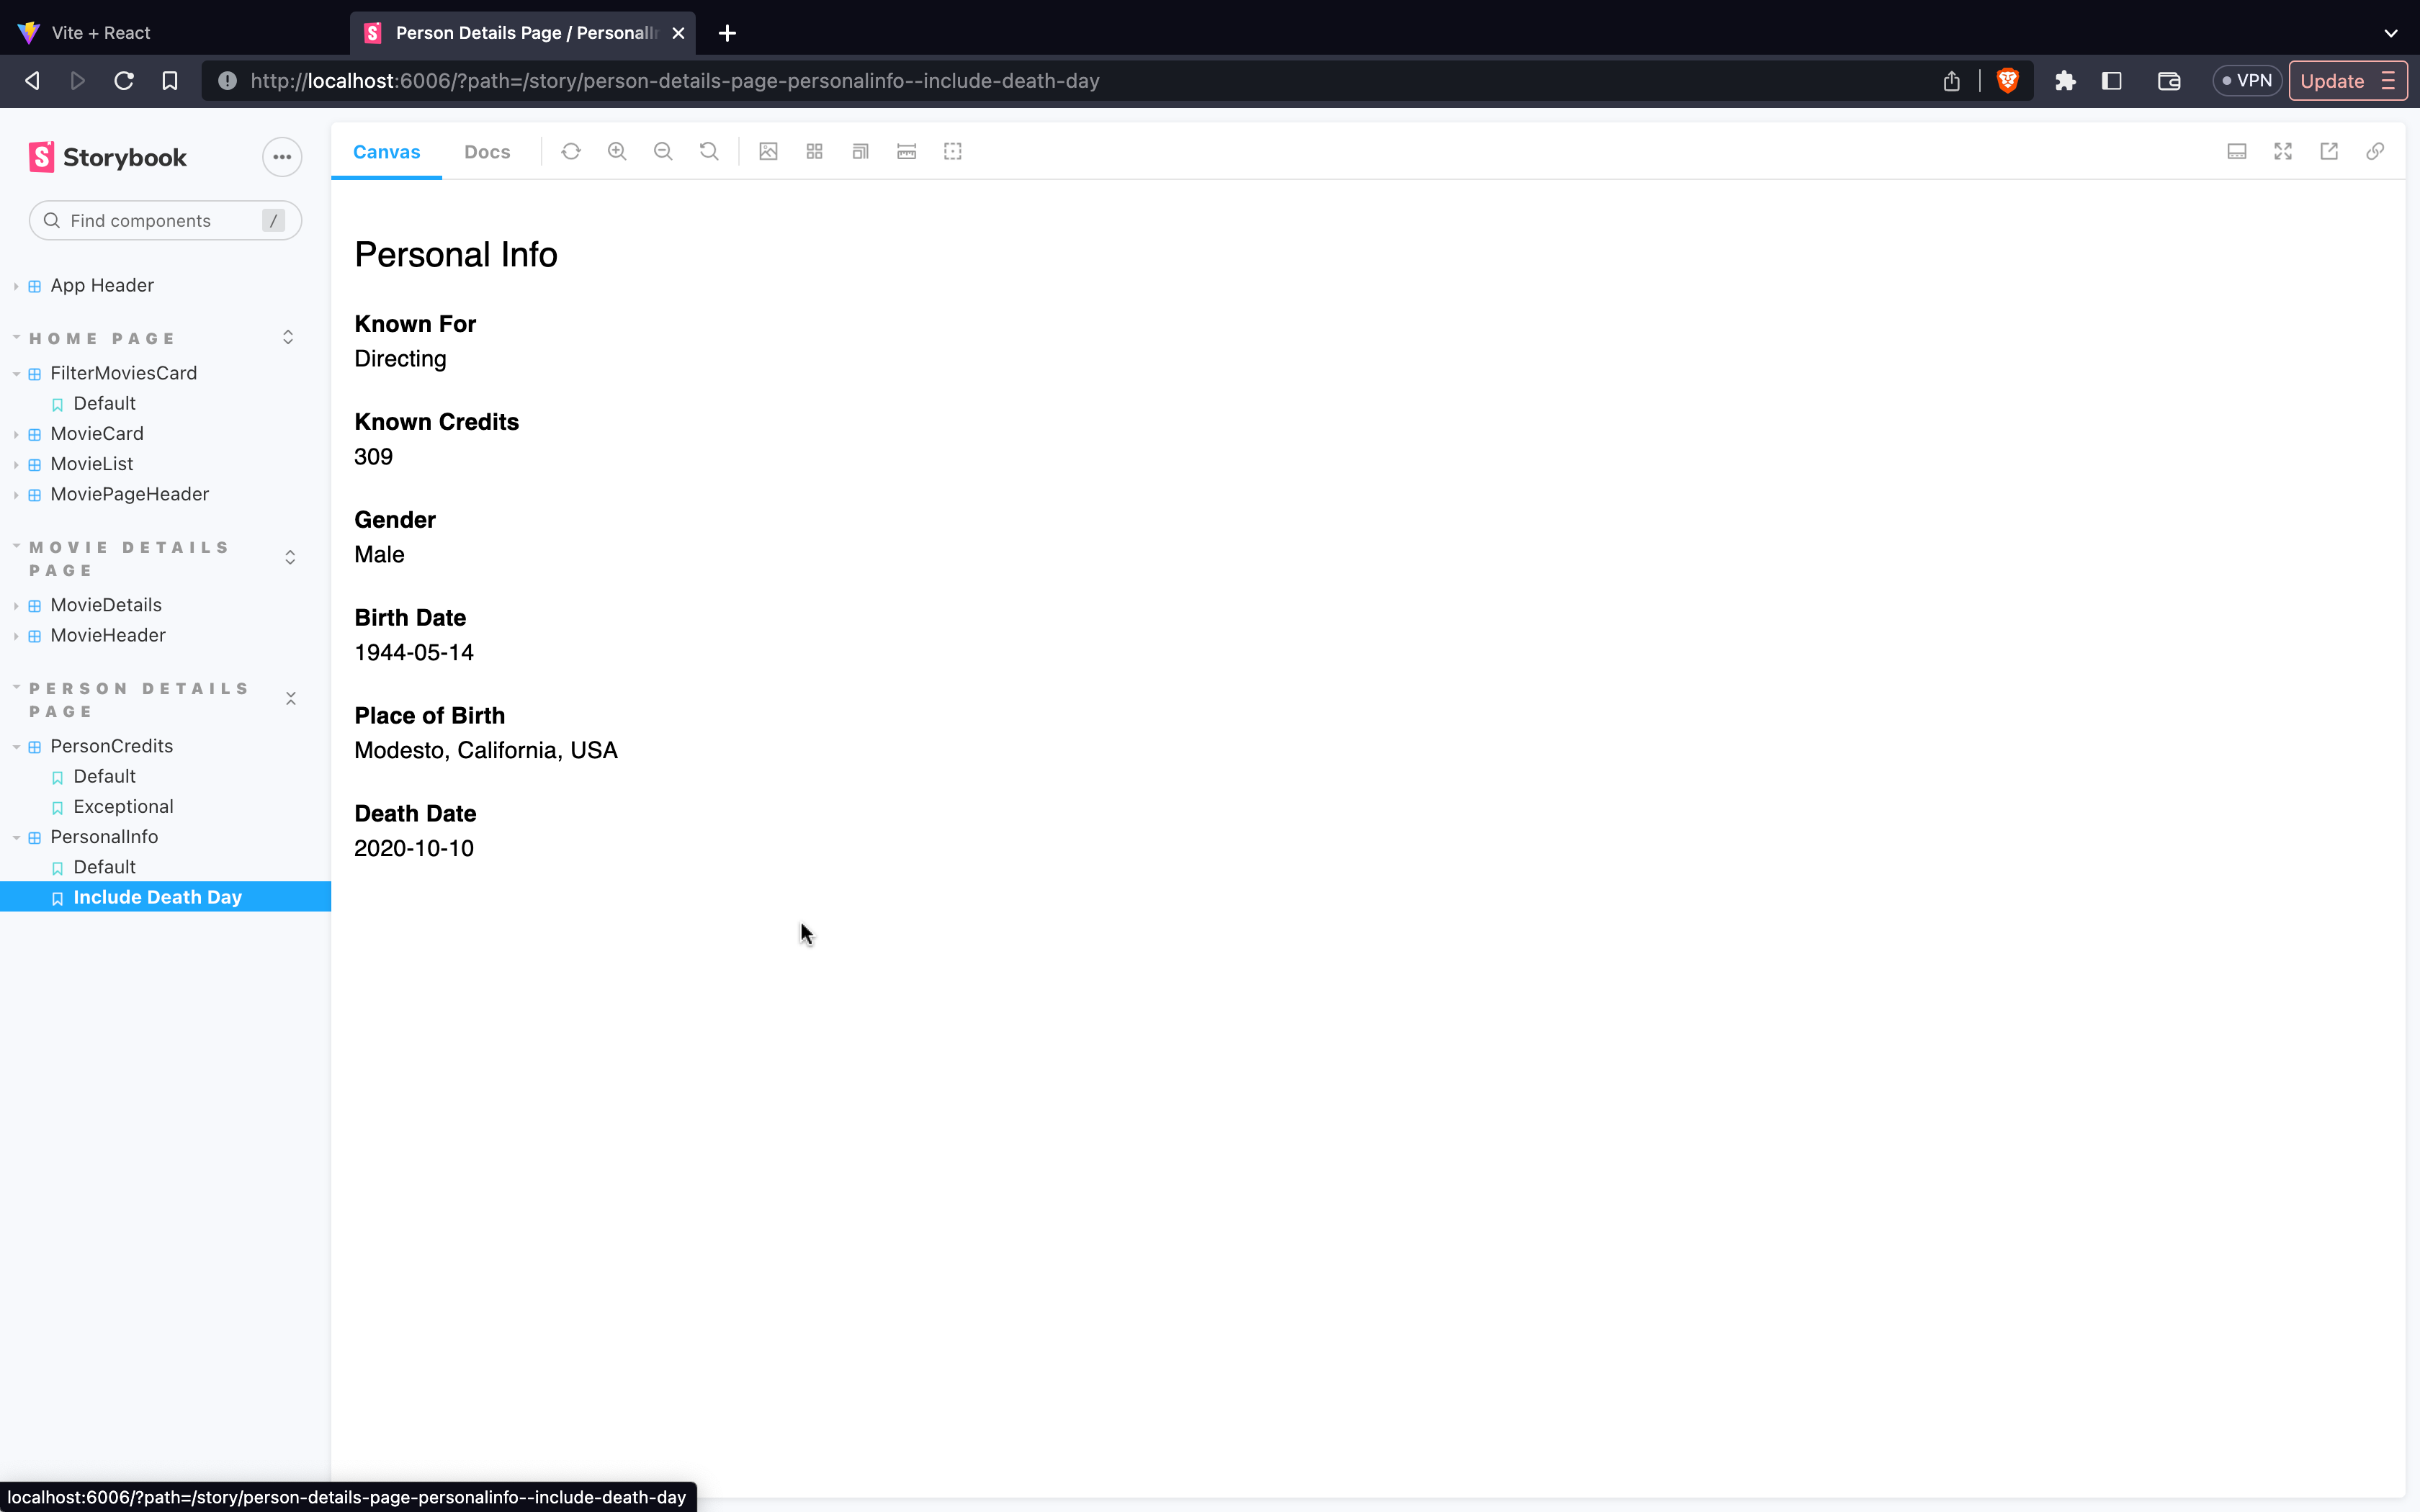 Vite + React
Person Details Page / PersonalIn
http://localhost:6006/?path=/story/person-details-page-personalinfo--include-death-day
VPN
Update
Storybook
Find components
/
App Header
HOME PAGE
FilterMoviesCard
Default
MovieCard
MovieList
MoviePageHeader
MOVIE DETAILS
PAGE
MovieDetails
MovieHeader
PERSON DETAILS
PAGE
PersonCredits
Default
Exceptional
PersonalInfo
Default
Include Death Day
Canvas
Docs
Personal Info
Known For
Directing
Known Credits
309
Gender
Male
Birth Date
1944-05-14
Place of Birth
Modesto, California, USA
Death Date
2020-10-10
localhost:6006/?path=/story/person-details-page-personalinfo--include-death-day